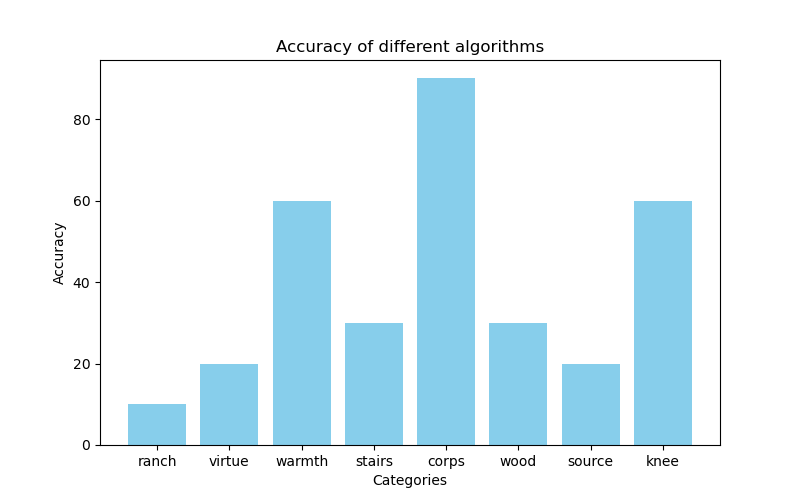 Accuracy of different algorithms
Accuracy
80
60
40
20
0
ranch virtue warmth stairs corps wood source knee
Categories